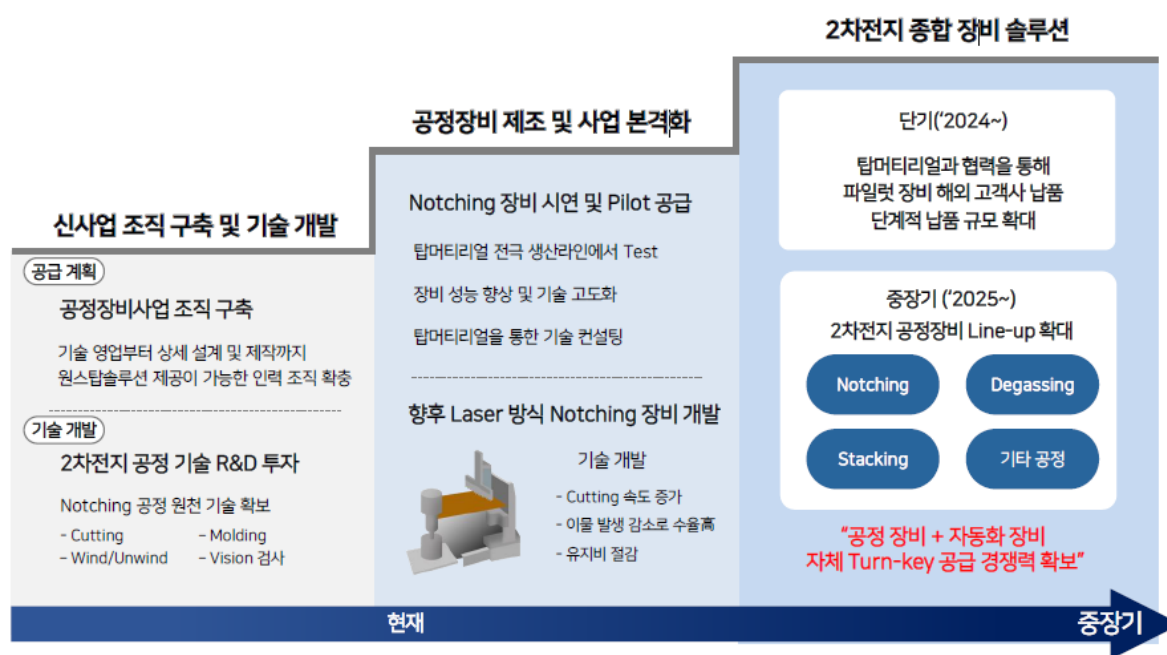 신사업 조직 구축 및 기술 개발
공급 계획
공정장비사업 조직 구축
기술 영업부터 상세 설계 및 제작까지
원스탑솔루션 제공이 가능한 인력 조직 확충
기술 개발
2차전지 공정 기술 R&D 투자
Notching 공정 원천 기술 확보
- Cutting - Molding
- Wind/Unwind - Vision 검사
공정장비 제조 및 사업 본격화
Notching 장비 시연 및 Pilot 공급
탑머티리얼 전극 생산라인에서 Test
장비 성능 향상 및 기술 고도화
탑머티리얼을 통한 기술 컨설팅
향후 Laser 방식 Notching 장비 개발
기술 개발
- Cutting 속도 증가
- 이물 발생 감소로 수율高
- 유지비 절감
2차전지 종합 장비 솔루션
단기(‘2024~)
탑머티리얼과 협력을 통해
파일럿 장비 해외 고객사 납품
단계적 납품 규모 확대
중장기 (‘2025~)
2차전지 공정장비 Line-up 확대
Notching Degassing
Stacking 기타 공정
“공정 장비 + 자동화 장비
자체 Turn-key 공급 경쟁력 확보”
현재 중장기